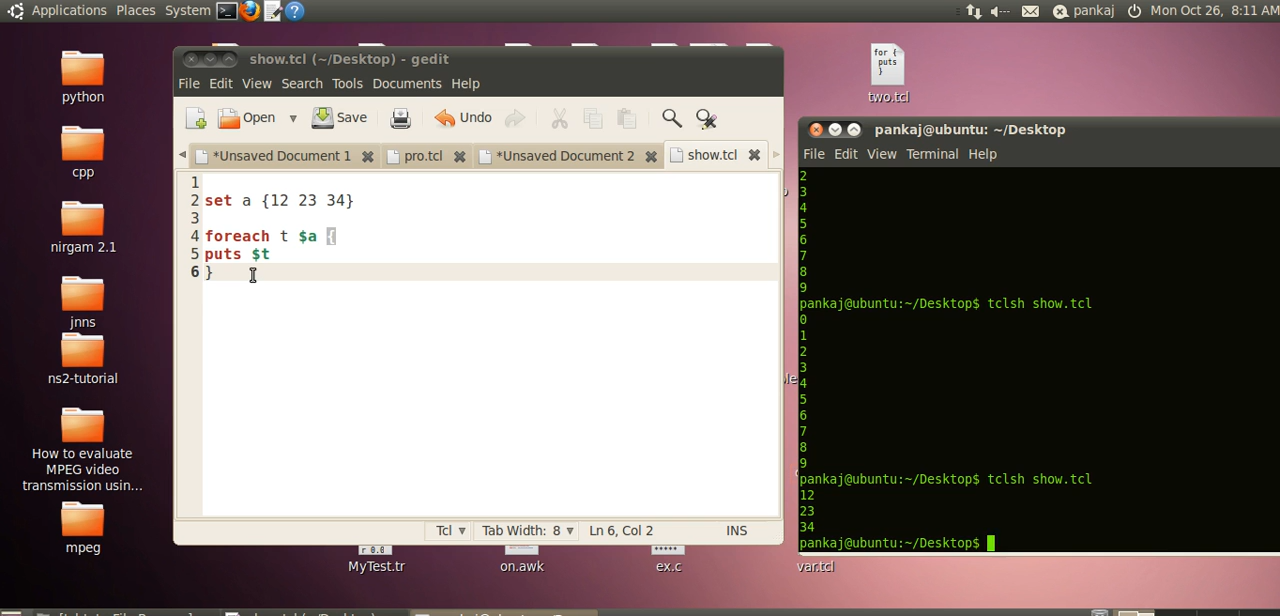 Applications Places System
pankaj Mon Oct 26, 8:11 AM
python
cpp
nirgam 2.1
jnns
ns2-tutorial
How to evaluate
MPEG video
transmission usin...
mpeg
for {
puts
}
two.tcl
show.tcl (~/Desktop) - gedit
File Edit View Search Tools Documents Help
Open Save Undo
*Unsaved Document 1 pro.tcl *Unsaved Document 2 show.tcl
1
2 set a {12 23 34}
3
4 foreach t $a {
5 puts $t
6 }
Tcl Tab Width: 8 Ln 6, Col 2 INS
MyTest.tr
on.awk
ex.c
var.tcl
pankaj@ubuntu: ~/Desktop
File Edit View Terminal Help
2
3
4
5
6
7
8
9
pankaj@ubuntu:~/Desktop$ tclsh show.tcl
0
1
2
3
4
5
6
7
8
9
pankaj@ubuntu:~/Desktop$ tclsh show.tcl
12
23
34
pankaj@ubuntu:~/Desktop$